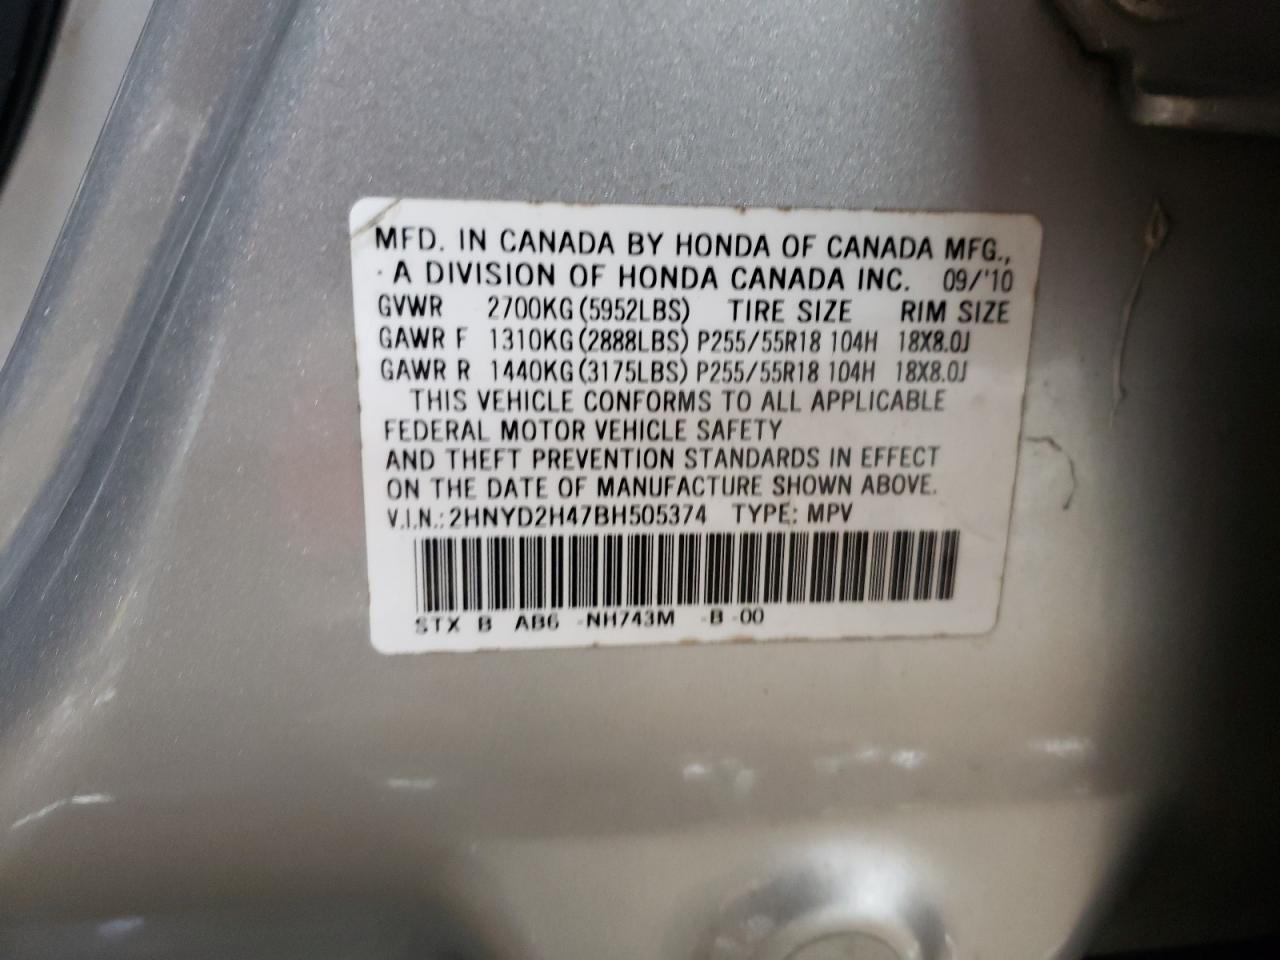 MFD. IN CANADA BY HONDA OF CANADA MFG.,
A DIVISION OF HONDA CANADA INC. 09/'10
GVWR 2700KG (5952LBS) TIRE SIZE RIM SIZE
GAWR F 1310KG (2888LBS) P255/55R18 104H 18X8.0J
GAWR R 1440KG (3175LBS) P255/55R18 104H 18X8.0J
THIS VEHICLE CONFORMS TO ALL APPLICABLE
FEDERAL MOTOR VEHICLE SAFETY
AND THEFT PREVENTION STANDARDS IN EFFECT
ON THE DATE OF MANUFACTURE SHOWN ABOVE.
V.I.N.: 2HNYD2H47BH505374 TYPE: MPV
STX B AB6 -NH743M -B -00